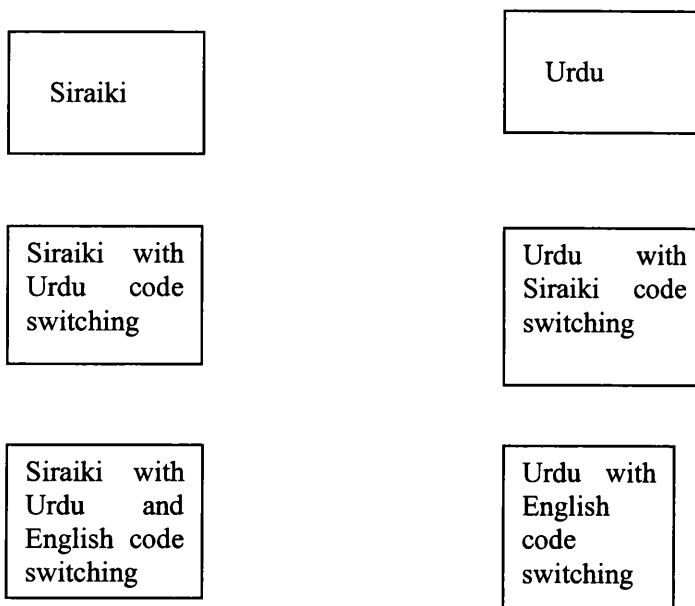 Siraiki
Urdu
Siraiki with
Urdu code
switching
Urdu with
Siraiki code
switching
Siraiki with
Urdu and
English code
switching
Urdu with
English
code
switching